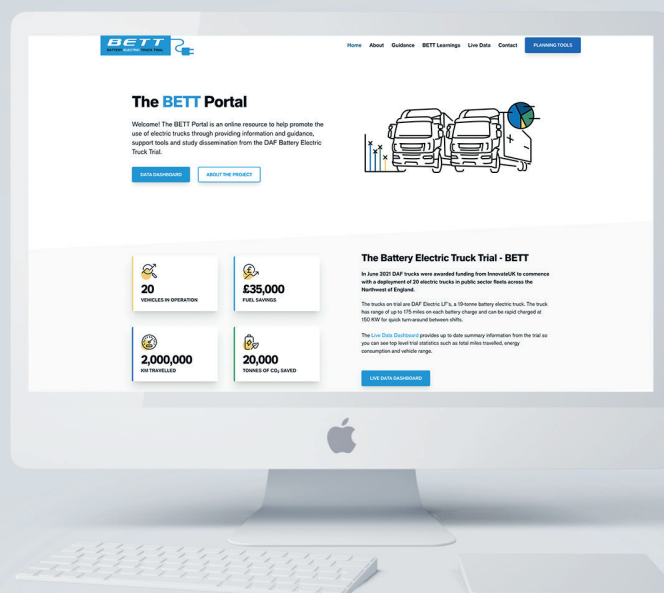 BETT
BATTERY ELECTRIC TRUCK TRIAL
Home About Guidance BETT Learnings Live Data Contact PLANNING TOOLS
The BETT Portal
Welcome! The BETT Portal is an online resource to help promote the
use of electric trucks through providing information and guidance,
support tools and study dissemination from the DAF Battery Electric
Truck Trial.
DATA DASHBOARD ABOUT THE PROJECT
20
VEHICLES IN OPERATION
£35,000
FUEL SAVINGS
2,000,000
KM TRAVELLED
20,000
TONNES OF CO₂ SAVED
The Battery Electric Truck Trial - BETT
In June 2021 DAF trucks were awarded funding from InnovateUK to commence
with a deployment of 20 electric trucks in public sector fleets across the
Northwest of England.
The trucks on trial are DAF Electric LF's, a 19-tonne battery electric truck. The truck
has range of up to 175 miles on each battery charge and can be rapid charged at
150 KW for quick turn-around between shifts.
The Live Data Dashboard provides up to date summary information from the trial so
you can see top level trial statistics such as total miles travelled, energy
consumption and vehicle range.
LIVE DATA DASHBOARD